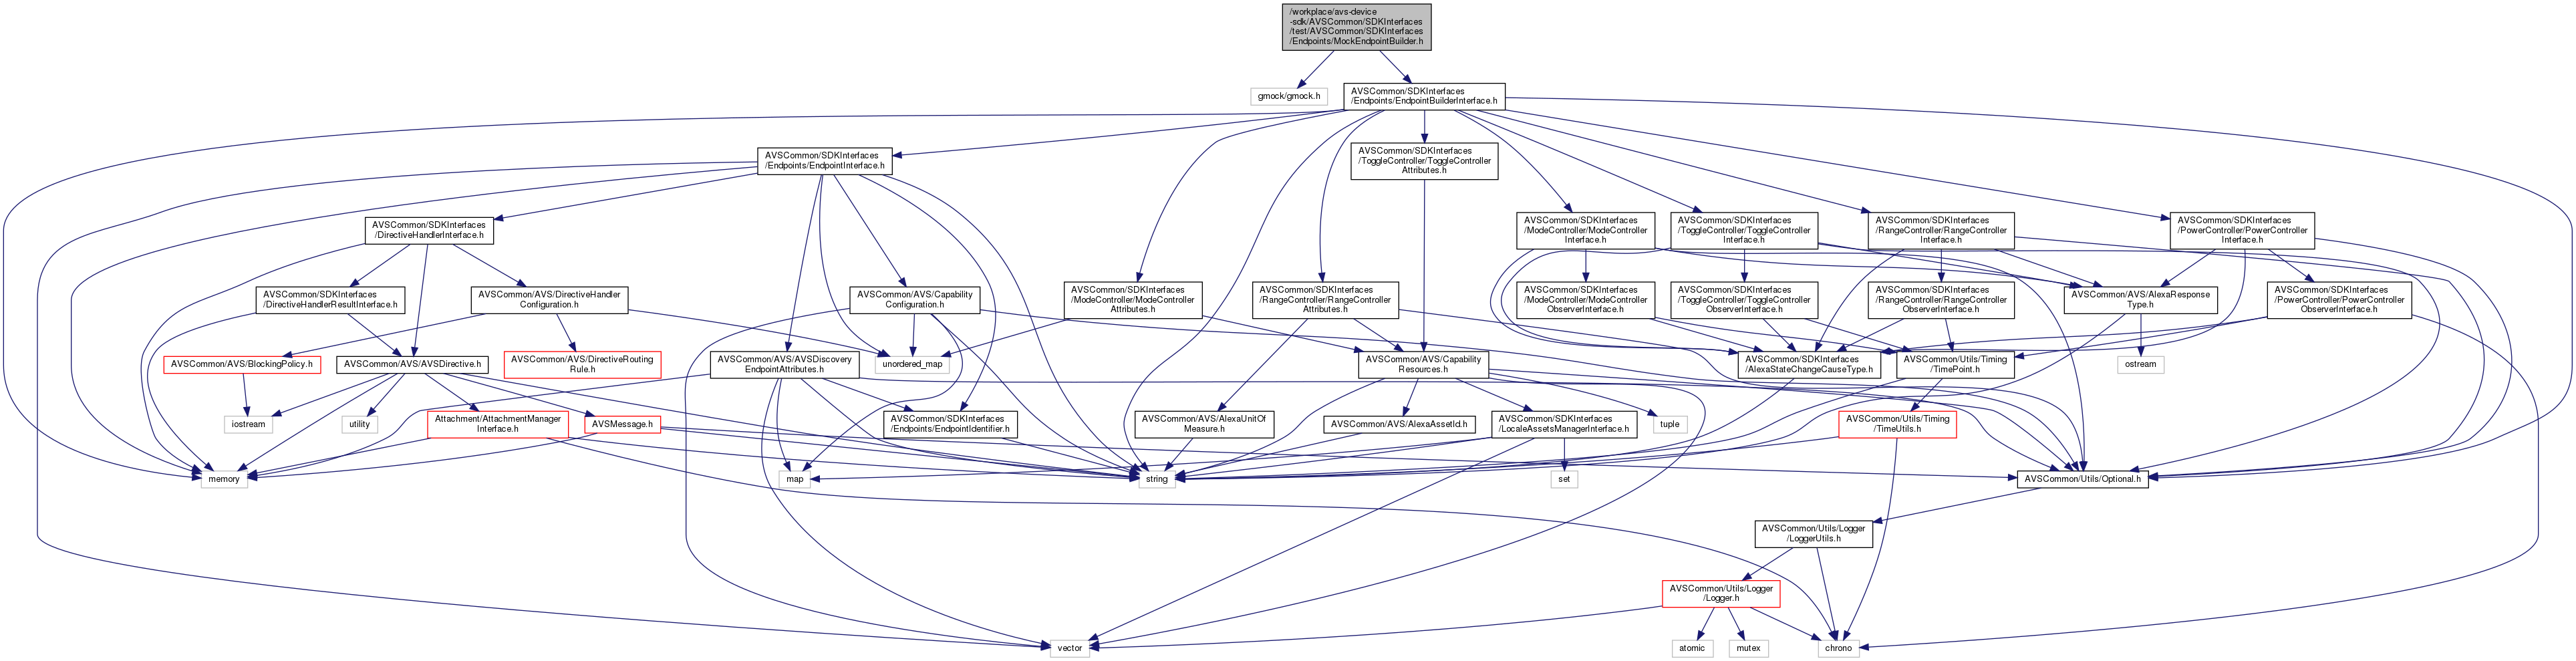 /workplace/avs-device
-sdk/AVSCommon/SDKInterfaces
/test/AVSCommon/SDKInterfaces
/Endpoints/MockEndpointBuilder.h
gmock/gmock.h
AVSCommon/SDKInterfaces
/Endpoints/EndpointBuilderInterface.h
AVSCommon/SDKInterfaces
/Endpoints/EndpointInterface.h
AVSCommon/SDKInterfaces
/ToggleController/ToggleController
Attributes.h
AVSCommon/SDKInterfaces
/DirectiveHandlerInterface.h
AVSCommon/SDKInterfaces
/ModeController/ModeController
Interface.h
AVSCommon/SDKInterfaces
/ToggleController/ToggleController
Interface.h
AVSCommon/SDKInterfaces
/RangeController/RangeController
Interface.h
AVSCommon/SDKInterfaces
/PowerController/PowerController
Interface.h
AVSCommon/SDKInterfaces
/DirectiveHandlerResultInterface.h
AVSCommon/AVS/DirectiveHandler
Configuration.h
AVSCommon/AVS/Capability
Configuration.h
AVSCommon/SDKInterfaces
/ModeController/ModeController
Attributes.h
AVSCommon/SDKInterfaces
/RangeController/RangeController
Attributes.h
AVSCommon/SDKInterfaces
/ModeController/ModeController
ObserverInterface.h
AVSCommon/SDKInterfaces
/ToggleController/ToggleController
ObserverInterface.h
AVSCommon/SDKInterfaces
/RangeController/RangeController
ObserverInterface.h
AVSCommon/AVS/AlexaResponse
Type.h
AVSCommon/SDKInterfaces
/PowerController/PowerController
ObserverInterface.h
AVSCommon/AVS/BlockingPolicy.h
AVSCommon/AVS/AVSDirective.h
AVSCommon/AVS/DirectiveRouting
Rule.h
AVSCommon/AVS/AVSDiscovery
EndpointAttributes.h
unordered_map
AVSCommon/AVS/Capability
Resources.h
AVSCommon/SDKInterfaces
/AlexaStateChangeCauseType.h
AVSCommon/Utils/Timing
/TimePoint.h
ostream
iostream
utility
Attachment/AttachmentManager
Interface.h
AVSMessage.h
AVSCommon/SDKInterfaces
/Endpoints/EndpointIdentifier.h
AVSCommon/AVS/AlexaUnitOf
Measure.h
AVSCommon/AVS/AlexaAssetId.h
AVSCommon/SDKInterfaces
/LocaleAssetsManagerInterface.h
tuple
AVSCommon/Utils/Timing
/TimeUtils.h
memory
map
string
set
AVSCommon/Utils/Optional.h
AVSCommon/Utils/Logger
/LoggerUtils.h
AVSCommon/Utils/Logger
/Logger.h
vector
atomic
mutex
chrono